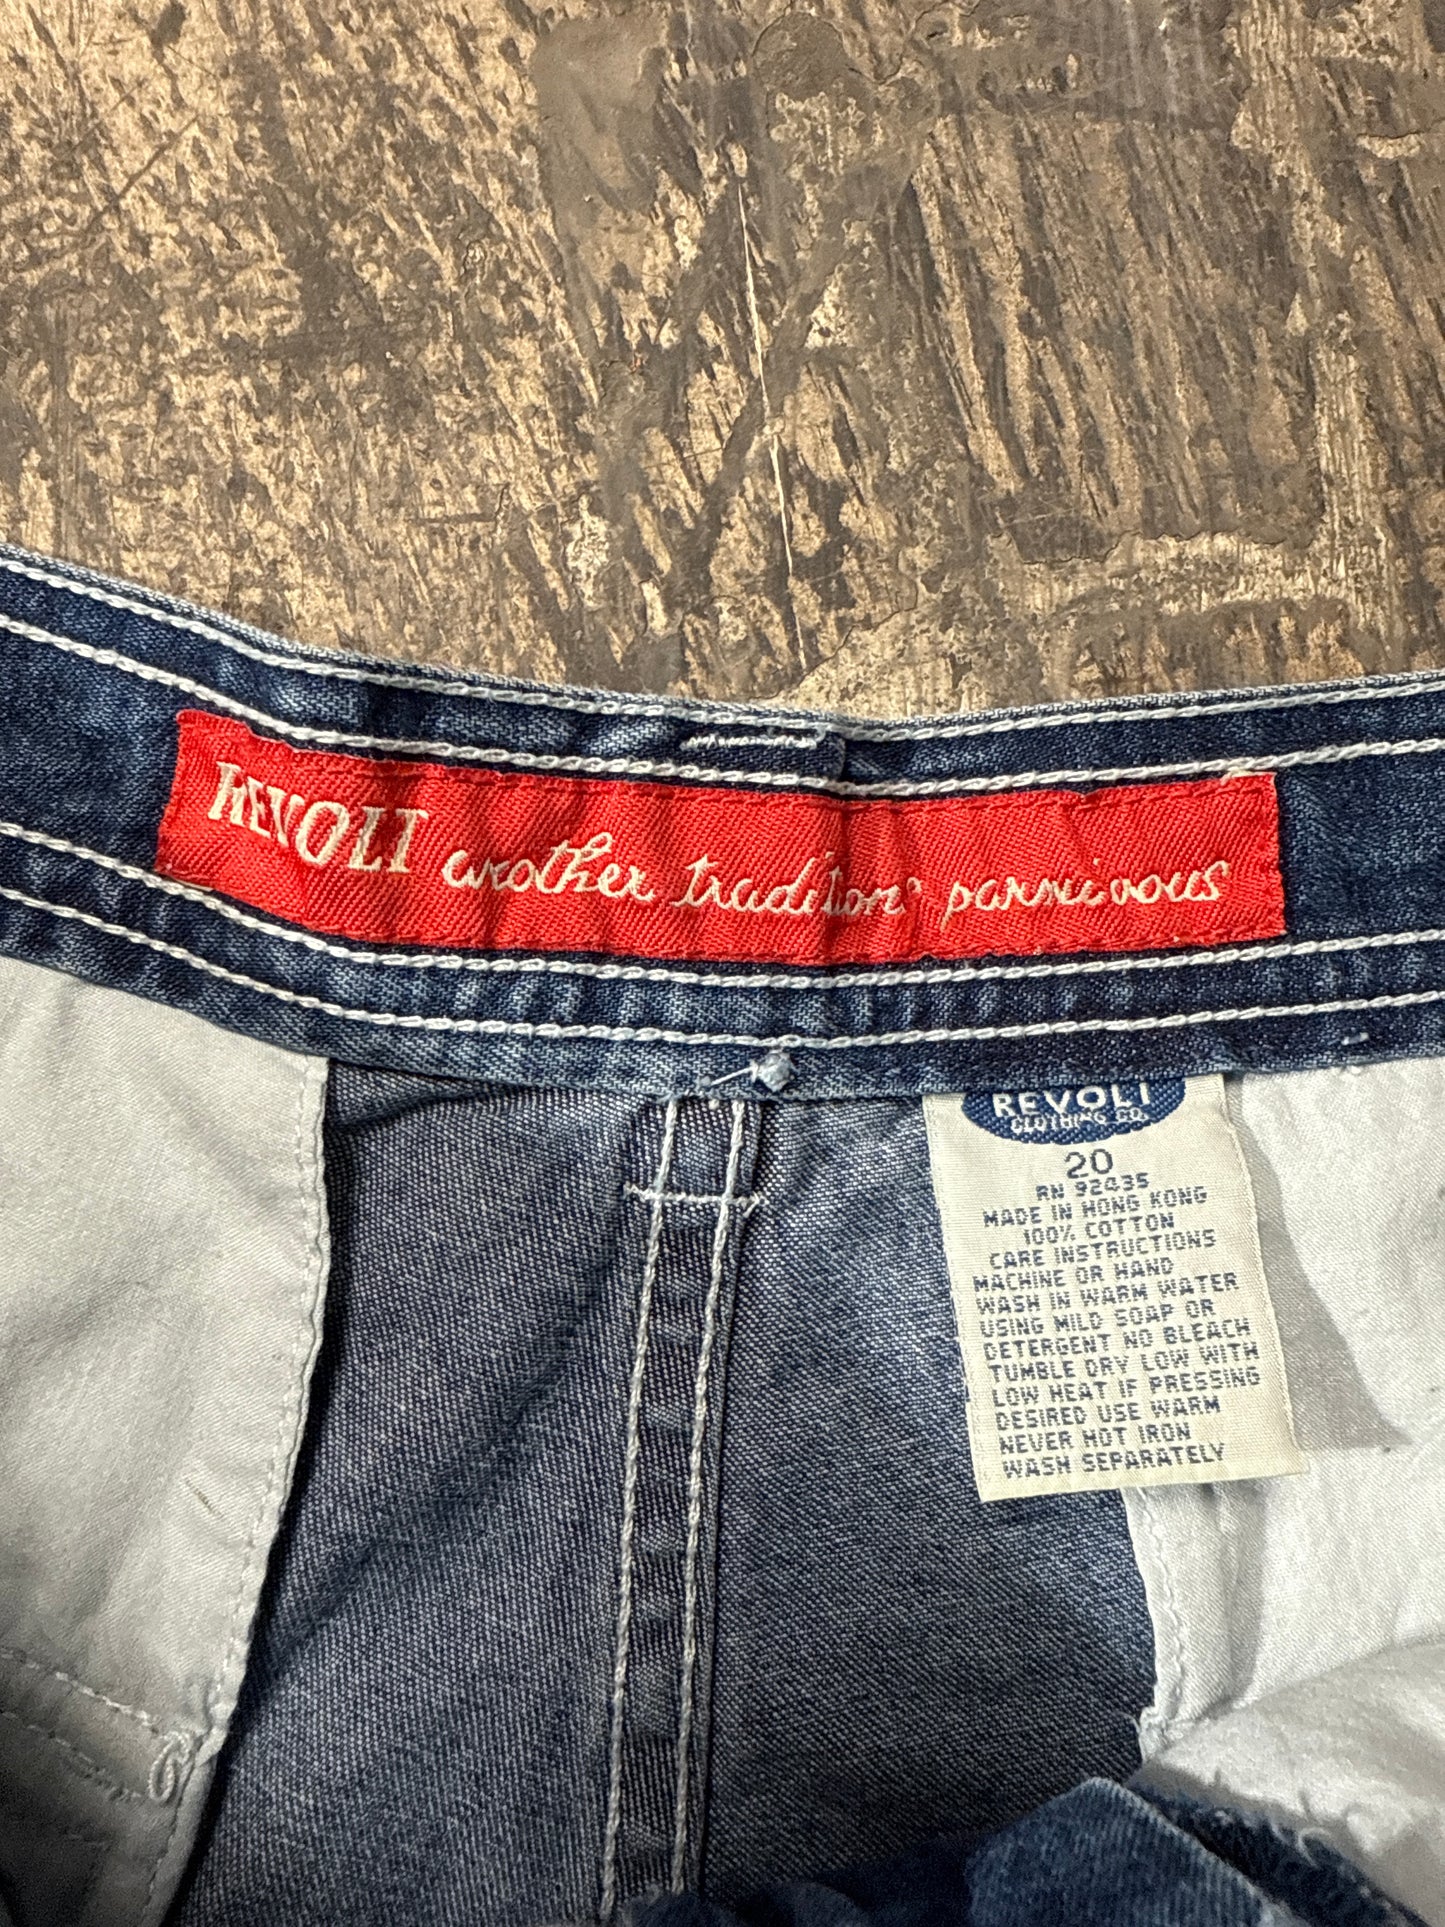 REVOLT another tradition parnivous
REVOLT
CLOTHING CO.
20
RN 92435
MADE IN HONG KONG
100% COTTON
CARE INSTRUCTIONS
MACHINE OR HAND
WASH IN WARM WATER
USING MILD SOAP OR
DETERGENT NO BLEACH
TUMBLE DRY LOW WITH
LOW HEAT IF PRESSING
DESIRED USE WARM
NEVER HOT IRON
WASH SEPARATELY